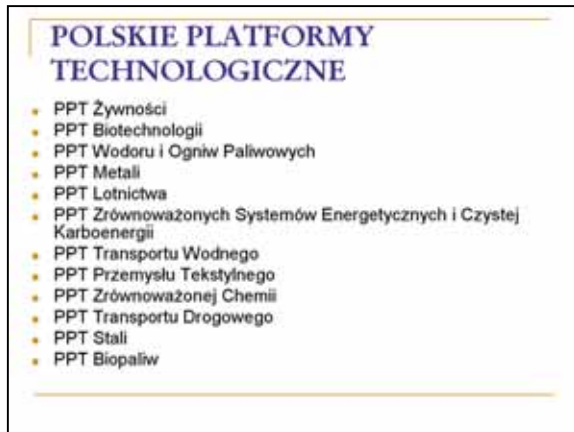 POLSKIE PLATFORMY
TECHNOLOGICZNE
PPT Żywności
PPT Biotechnologii
PPT Wodoru i Ogniw Paliwowych
PPT Metali
PPT Lotnictwa
PPT Zrównoważonych Systemów Energetycznych i Czystej
Karboenergii
PPT Transportu Wodnego
PPT Przemysłu Tekstylnego
PPT Zrównoważonej Chemii
PPT Transportu Drogowego
PPT Stali
PPT Biopaliw